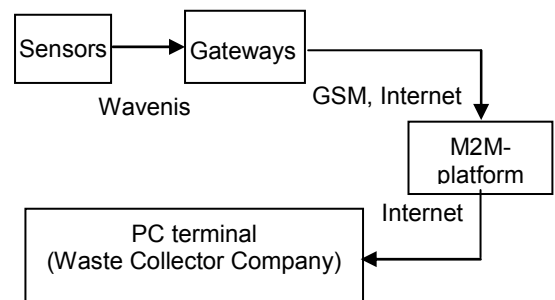 Sensors
Gateways
Wavenis
GSM, Internet
M2M-
platform
Internet
PC terminal
(Waste Collector Company)